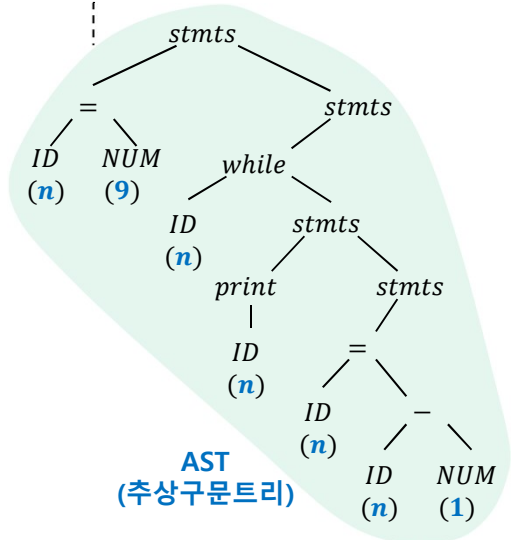 stmts
= stmts
ID NUM while
(n) (9)
ID stmts
(n)
print stmts
ID =
(n)
ID −
(n)
AST
(추상구문트리)
ID NUM
(n) (1)